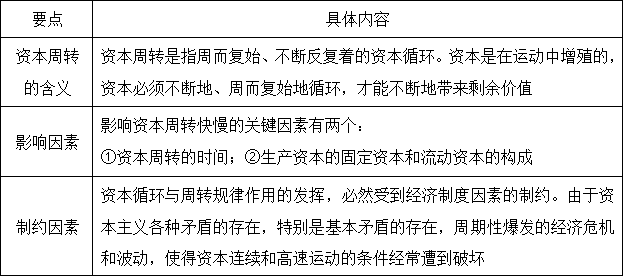 要点 具体内容
资本周转的含义
资本周转是指周而复始、不断反复着的资本循环。资本是在运动中增殖的，
资本必须不断地、周而复始地循环，才能不断地带来剩余价值
影响因素
影响资本周转快慢的关键因素有两个：
①资本周转的时间；②生产资本的固定资本和流动资本的构成
制约因素
资本循环与周转规律作用的发挥，必然受到经济制度因素的制约。由于资
本主义各种矛盾的存在，特别是基本矛盾的存在，周期性爆发的经济危机
和波动，使得资本连续和高速运动的条件经常遭到破坏